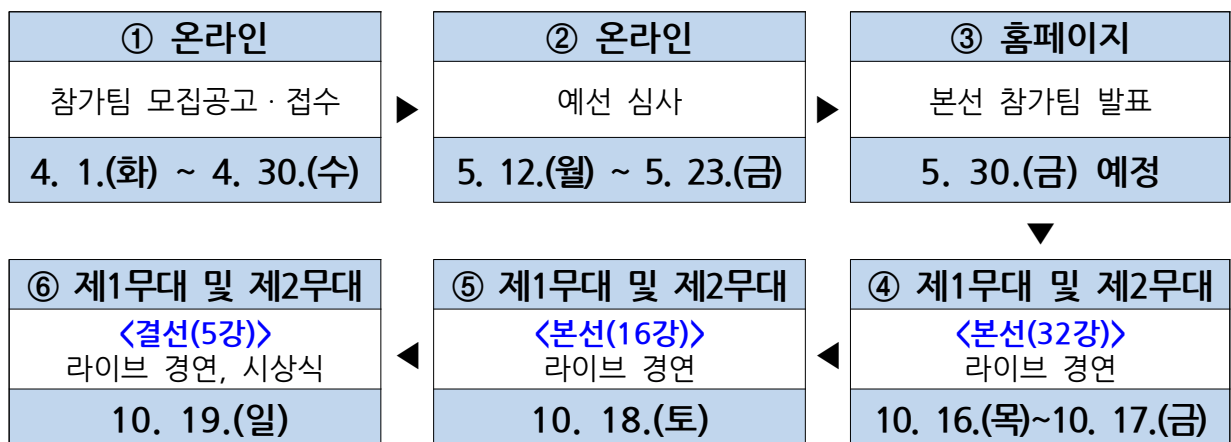 ① 온라인
참가팀 모집공고 · 접수
4. 1.(화) ~ 4. 30.(수)
▶
② 온라인
예선 심사
5. 12.(월) ~ 5. 23.(금)
▶
③ 홈페이지
본선 참가팀 발표
5. 30.(금) 예정
▼
④ 제1무대 및 제2무대
<본선(32강)>
라이브 경연
10. 16.(목)~10. 17.(금)
◀
⑤ 제1무대 및 제2무대
<본선(16강)>
라이브 경연
10. 18.(토)
◀
⑥ 제1무대 및 제2무대
<결선(5강)>
라이브 경연, 시상식
10. 19.(일)